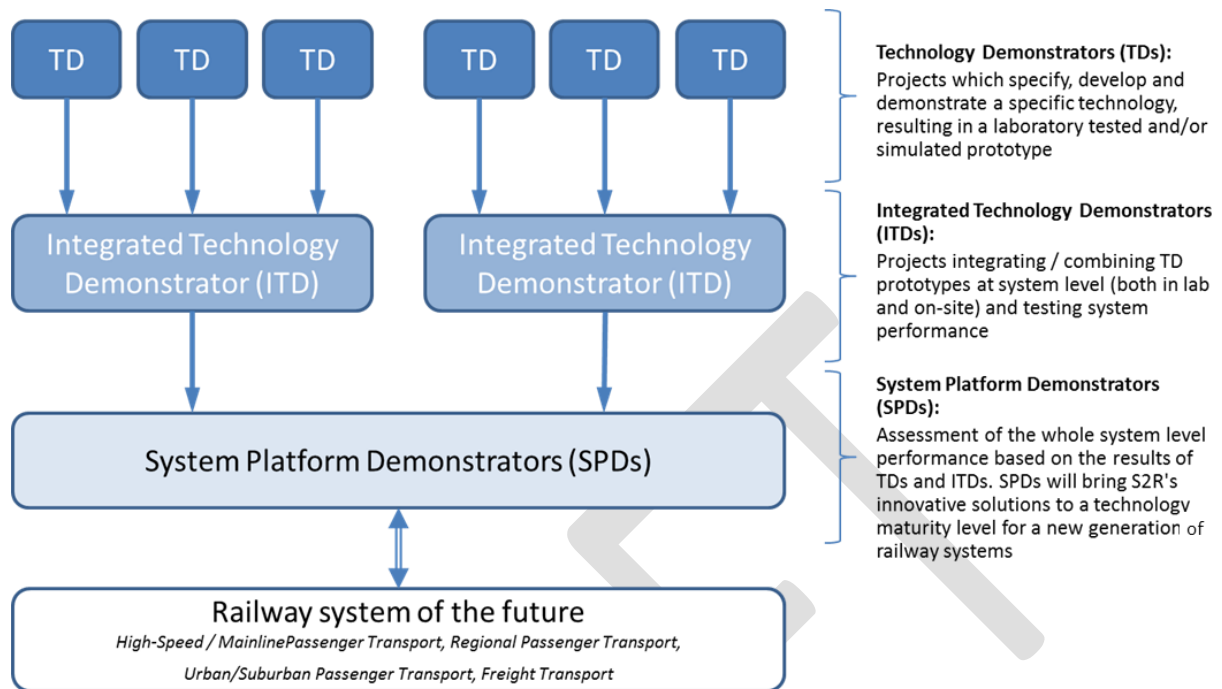 TD TD TD TD TD TD
Integrated Technology
Demonstrator (ITD)
Integrated Technology
Demonstrator (ITD)
System Platform Demonstrators (SPDs)
Railway system of the future
High-Speed / MainlinePassenger Transport, Regional Passenger Transport,
Urban/Suburban Passenger Transport, Freight Transport
Technology Demonstrators (TDs):
Projects which specify, develop and
demonstrate a specific technology,
resulting in a laboratory tested and/or
simulated prototype
Integrated Technology Demonstrators
(ITDs):
Projects integrating / combining TD
prototypes at system level (both in lab
and on-site) and testing system
performance
System Platform Demonstrators
(SPDs):
Assessment of the whole system level
performance based on the results of
TDs and ITDs. SPDs will bring S2R's
innovative solutions to a technology
maturity level for a new generation of
railway systems